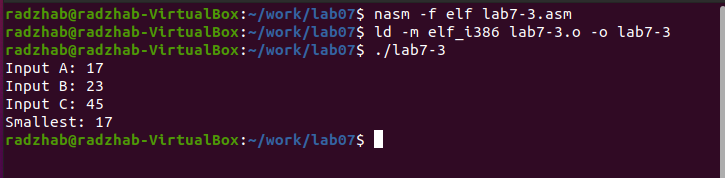 radzhab@radzhab-VirtualBox:~/work/lab07$ nasm -f elf lab7-3.asm
radzhab@radzhab-VirtualBox:~/work/lab07$ ld -m elf_i386 lab7-3.o -o lab7-3
radzhab@radzhab-VirtualBox:~/work/lab07$ ./lab7-3
Input A: 17
Input B: 23
Input C: 45
Smallest: 17
radzhab@radzhab-VirtualBox:~/work/lab07$